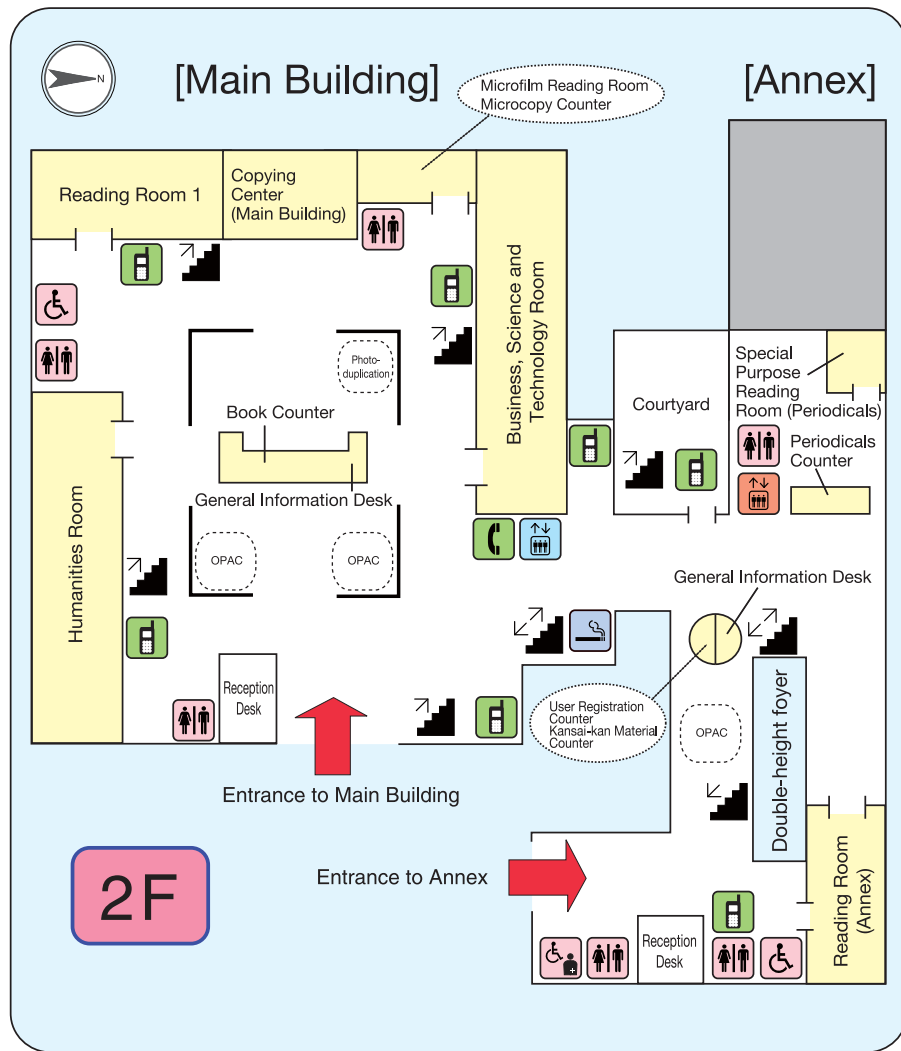 N
[Main Building]
[Annex]
Microfilm Reading Room
Microcopy Counter
Reading Room 1
Copying
Center
(Main Building)
Business, Science and
Technology Room
Photo-
duplication
Book Counter
General Information Desk
OPAC
OPAC
Humanities Room
Courtyard
Special
Purpose
Reading
Room (Periodicals)
Periodicals
Counter
General Information Desk
User Registration
Counter
Kansai-kan Material
Counter
OPAC
Double-height foyer
Reception
Desk
Entrance to Main Building
2F
Entrance to Annex
Reception
Desk
Reading Room
(Annex)